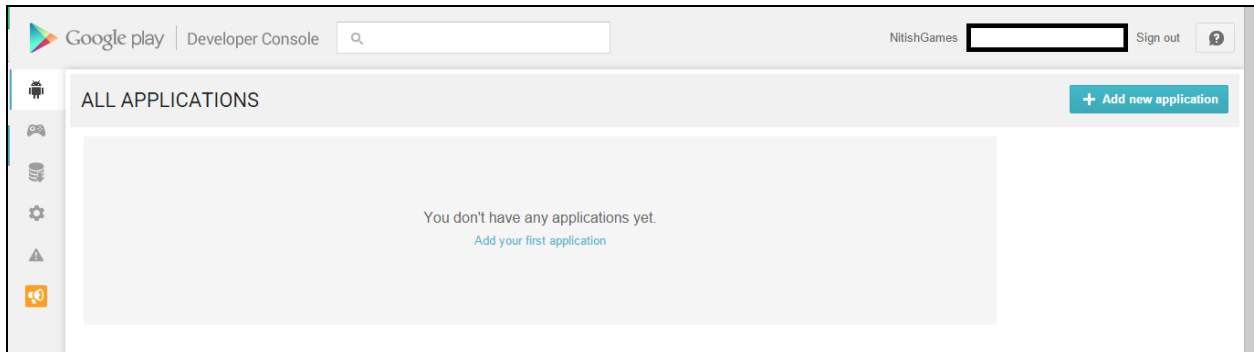 Google play Developer Console NitishGames Sign out
ALL APPLICATIONS + Add new application
You don't have any applications yet.
Add your first application